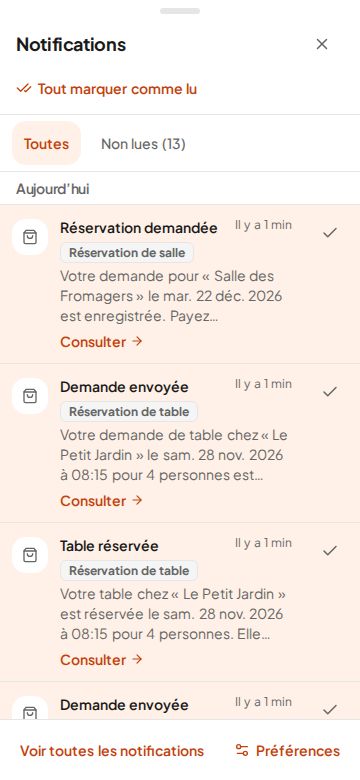 Notifications
Tout marquer comme lu
Toutes
Non lues (13)
Aujourd'hui
Réservation demandée
Il y a 1 min
Réservation de salle
Votre demande pour « Salle des
Fromagers » le mar. 22 déc. 2026
est enregistrée. Payez…
Consulter →
Demande envoyée
Il y a 1 min
Réservation de table
Votre demande de table chez « Le
Petit Jardin » le sam. 28 nov. 2026
à 08:15 pour 4 personnes est…
Consulter →
Table réservée
Il y a 1 min
Réservation de table
Votre table chez « Le Petit Jardin »
est réservée le sam. 28 nov. 2026
à 08:15 pour 4 personnes. Elle…
Consulter →
Demande envoyée
Il y a 1 min
Voir toutes les notifications
Préférences